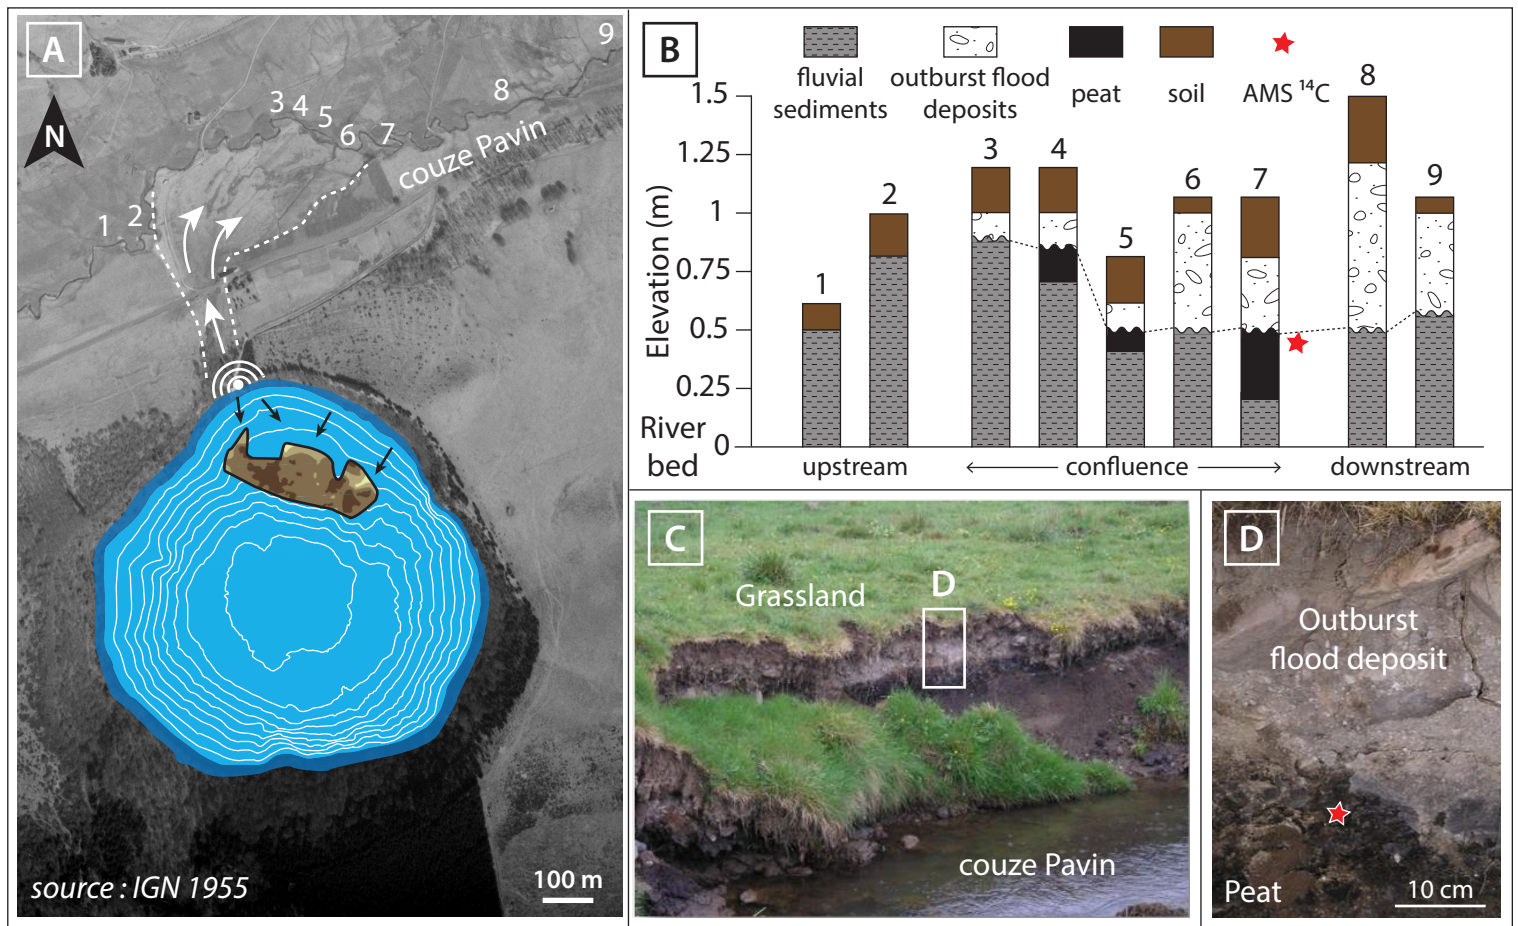 A
N
1
2
3
4
5
6
7
8
9
couze Pavin
source : IGN 1955
100 m
B
fluvial
sediments
outburst flood
deposits
peat
soil
AMS ¹⁴C
Elevation (m)
1.5
1.25
1
0.75
0.5
0.25
0
River
bed
1
2
3
4
5
6
7
8
9
upstream
confluence
downstream
C
Grassland
D
couze Pavin
D
Outburst
flood deposit
Peat
10 cm